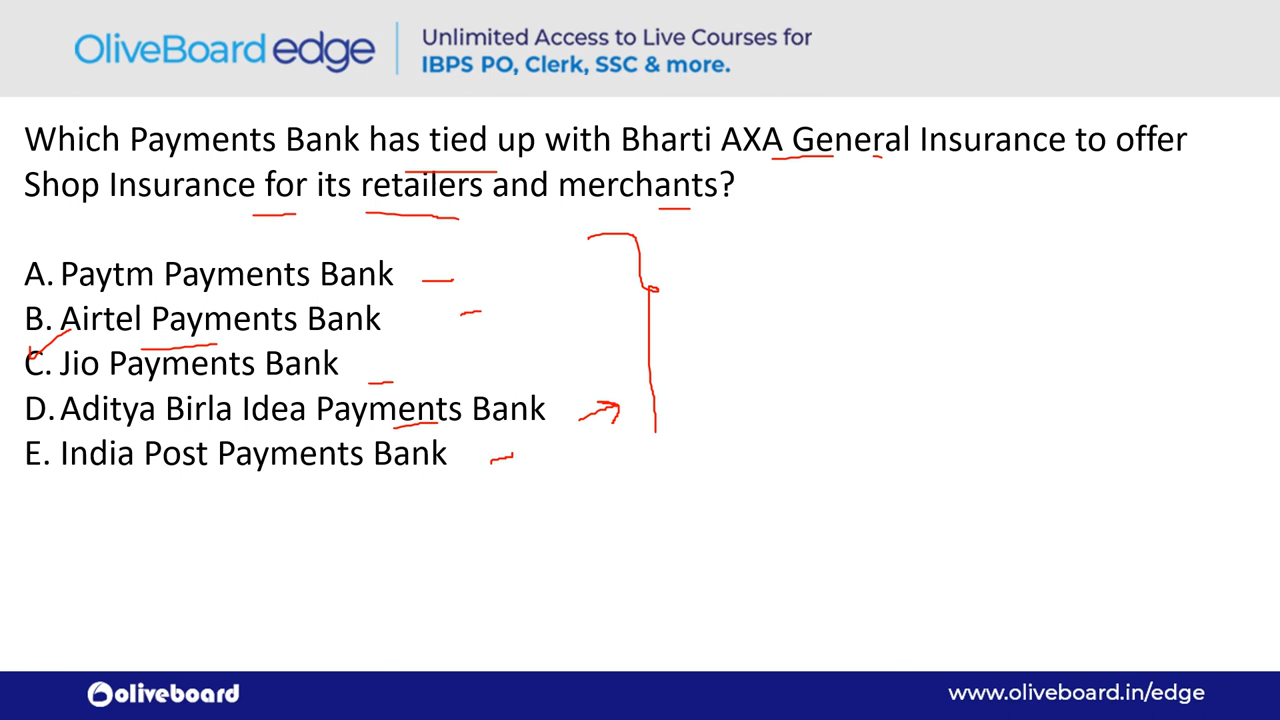 OliveBoard edge
Unlimited Access to Live Courses for
IBPS PO, Clerk, SSC & more.
Which Payments Bank has tied up with Bharti AXA General Insurance to offer
Shop Insurance for its retailers and merchants?
A. Paytm Payments Bank
B. Airtel Payments Bank
C. Jio Payments Bank
D. Aditya Birla Idea Payments Bank
E. India Post Payments Bank
oliveboard
www.oliveboard.in/edge